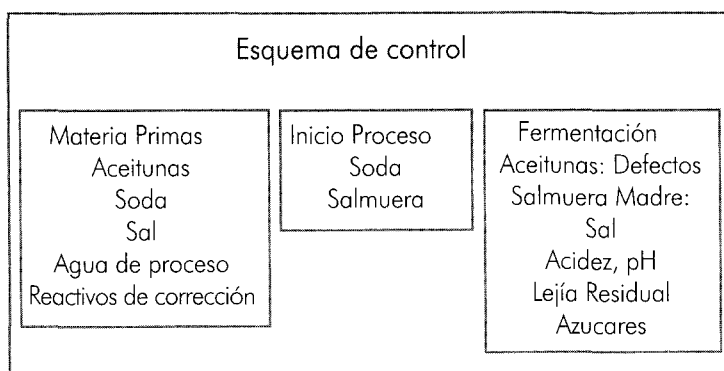 Esquema de control
Materia Primas
Aceitunas
Soda
Sal
Agua de proceso
Reactivos de corrección
Inicio Proceso
Soda
Salmuera
Fermentación
Aceitunas: Defectos
Salmuera Madre:
Sal
Acidez, pH
Lejía Residual
Azucares